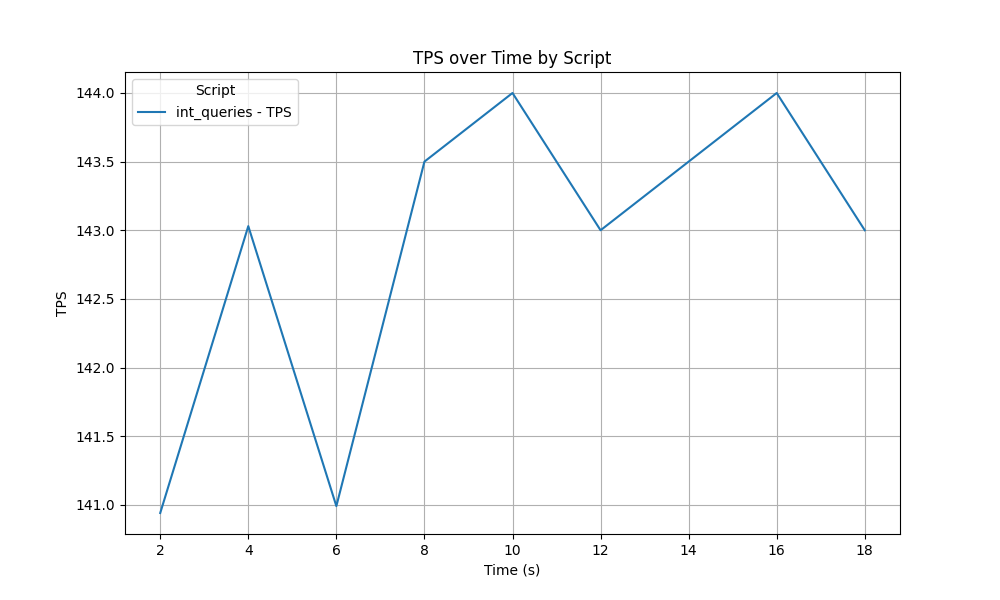 TPS over Time by Script
Script
int_queries - TPS
144.0
143.5
143.0
142.5
142.0
141.5
141.0
TPS
2 4 6 8 10 12 14 16 18
Time (s)